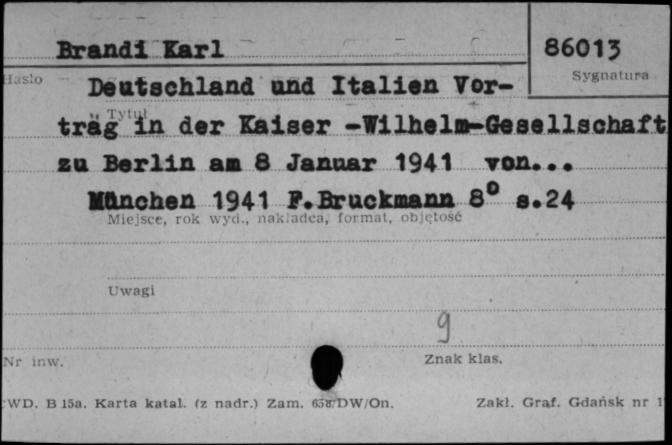 Brandi Karl
86013
Hasło
Sygnatura
Deutschland und Italien Vor-
Tytuł
träg in der Kaiser -Wilhelm-Gesellschaft
zu Berlin am 8 Januar 1941 von...
München 1941 F.Bruckmann 8° s.24
Miejsce, rok wyd., nakładca, format, objętość
Uwagi
9
Nr inw.
Znak klas.
WD. B 15a. Karta katal. (z nadr.) Zam. 638/DW/On.
Zakł. Graf. Gdańsk nr 1